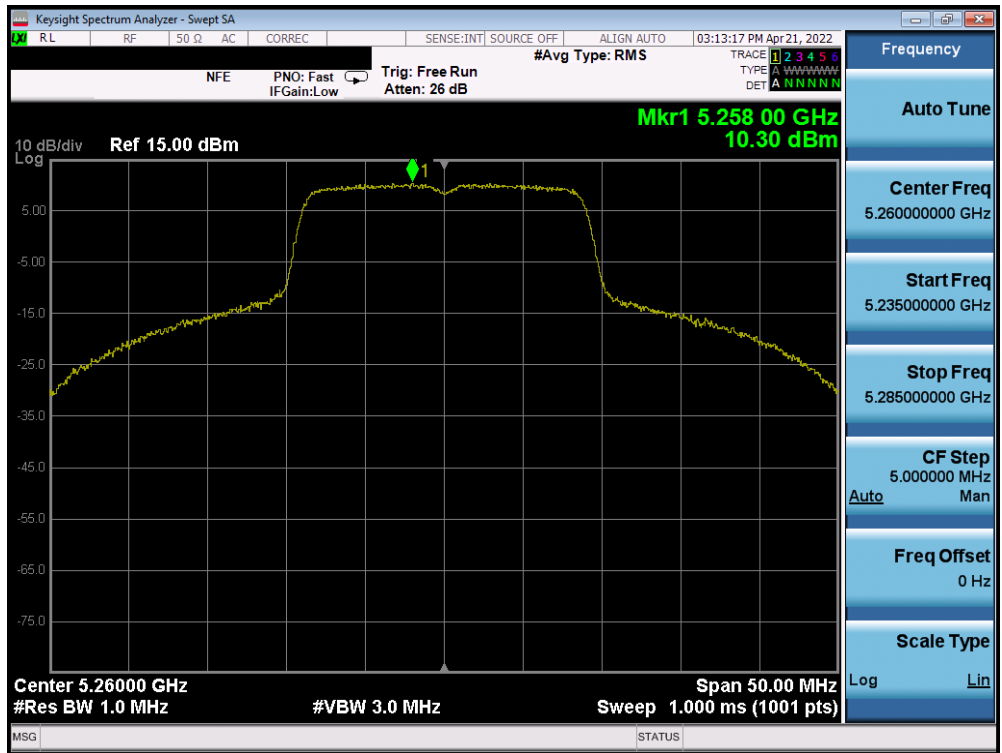 Keysight Spectrum Analyzer - Swept SA
LXI RL RF 50 Ω AC CORREC SENSE:INT SOURCE OFF ALIGN AUTO 03:13:17 PM Apr 21, 2022
#Avg Type: RMS
TRACE 1 2 3 4 5 6
NFE PNO: Fast Trig: Free Run TYPE A WWWWW
IFGain:Low Atten: 26 dB DET A N N N N N
Mkr1 5.258 00 GHz
10 dB/div Ref 15.00 dBm 10.30 dBm
Log
1
5.00
-5.00
-15.0
-25.0
-35.0
-45.0
-55.0
-65.0
-75.0
Center 5.26000 GHz Span 50.00 MHz
#Res BW 1.0 MHz #VBW 3.0 MHz Sweep 1.000 ms (1001 pts)
MSG STATUS
Frequency
Auto Tune
Center Freq
5.260000000 GHz
Start Freq
5.235000000 GHz
Stop Freq
5.285000000 GHz
CF Step
5.000000 MHz
Auto Man
Freq Offset
0 Hz
Scale Type
Log Lin